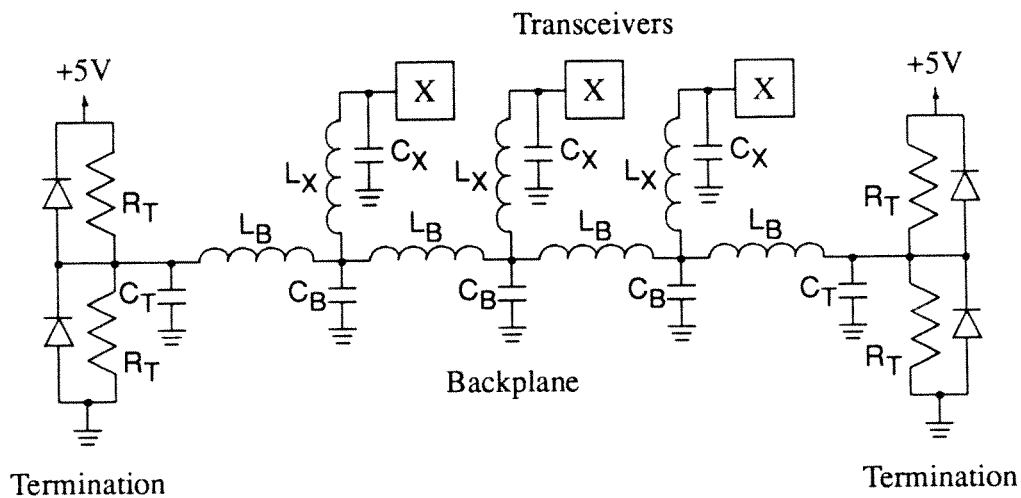 Transceivers
+5V
+5V
X
X
X
C_X
C_X
C_X
L_X
L_X
L_X
R_T
R_T
L_B
L_B
L_B
L_B
C_T
C_B
C_B
C_B
C_T
R_T
R_T
Backplane
Termination
Termination